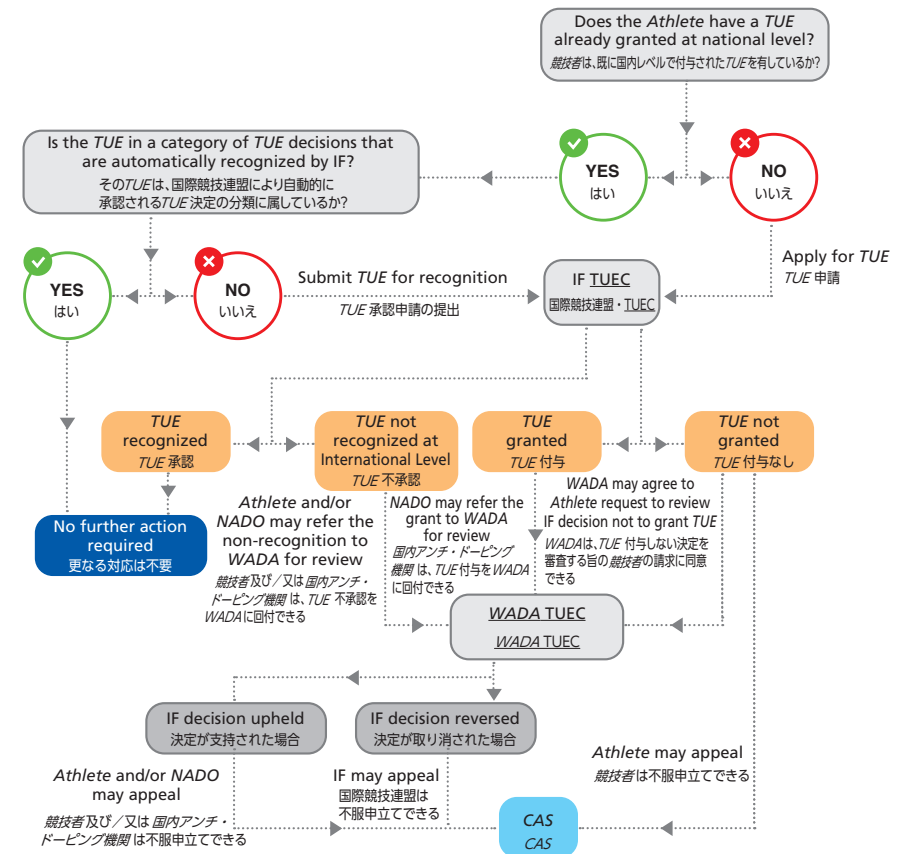 Does the Athlete have a TUE
already granted at national level?
競技者は、既に国内レベルで付与されたTUEを有しているか?
YES
はい
NO
いいえ
Is the TUE in a category of TUE decisions that
are automatically recognized by IF?
そのTUEは、国際競技連盟により自動的に
承認されるTUE 決定の分類に属しているか?
YES
はい
NO
いいえ
Submit TUE for recognition
TUE 承認申請の提出
IF TUEC
国際競技連盟・TUEC
Apply for TUE
TUE 申請
TUE
recognized
TUE 承認
TUE not
recognized at
International Level
TUE 不承認
TUE
granted
TUE 付与
TUE not
granted
TUE 付与なし
No further action
required
更なる対応は不要
Athlete and/or
NADO may refer the
non-recognition to
WADA for review
競技者及び/又は国内アンチ・
ドーピング機関 は、TUE 不承認を
WADAに回付できる
NADO may refer the
grant to WADA
for review
国内アンチ・ドーピング
機関 は、TUE付与をWADA
に回付できる
WADA may agree to
Athlete request to review
IF decision not to grant TUE
WADAは、TUE 付与しない決定を
審査する旨の競技者の請求に同意
できる
WADA TUEC
WADA TUEC
IF decision upheld
決定が支持された場合
IF decision reversed
決定が取り消された場合
Athlete and/or NADO
may appeal
競技者及び/又は 国内アンチ・
ドーピング機関 は不服申立てできる
IF may appeal
国際競技連盟は
不服申立てできる
Athlete may appeal
競技者は不服申立てできる
CAS
CAS